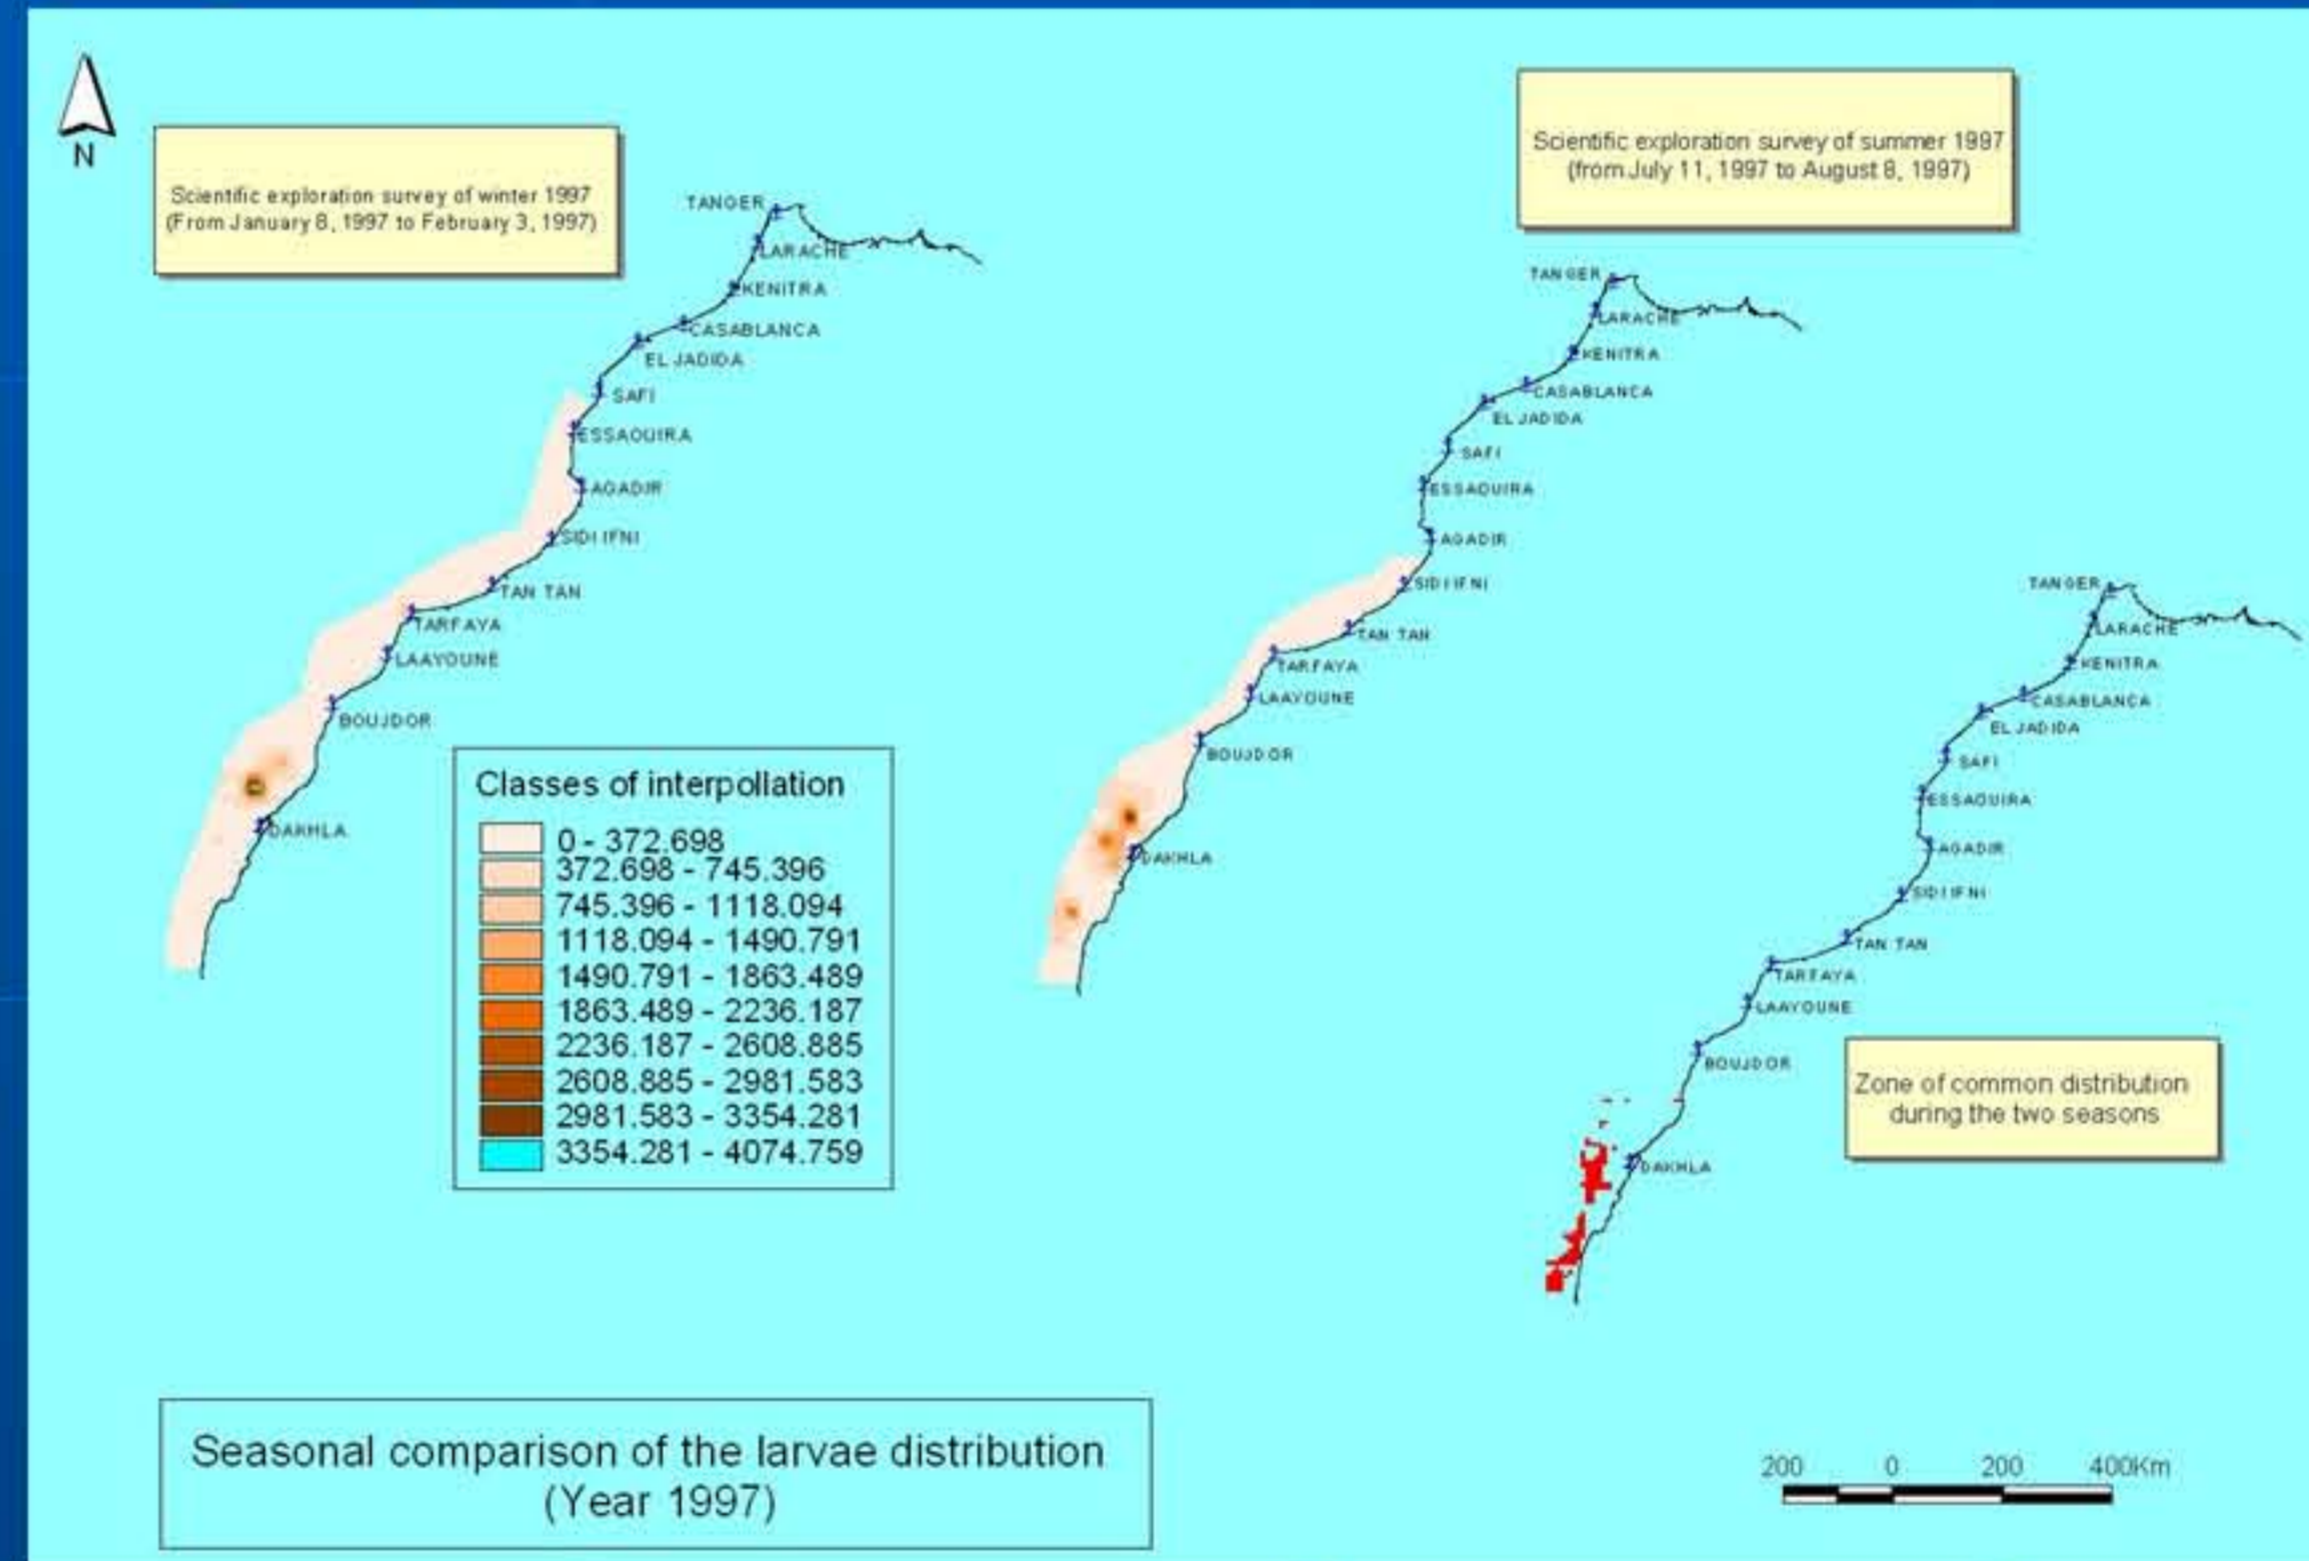 N
Scientific exploration survey of winter 1997
(From January 8, 1997 to February 3, 1997)
TANGER
LARACHE
KENITRA
CASABLANCA
EL JADIDA
SAFI
ESSAOUIRA
AGADIR
SIDI IFNI
TAN TAN
TARFAYA
LAAYOUNE
BOUJDOR
DAKHLA
Classes of interpollation
0 - 372.698
372.698 - 745.396
745.396 - 1118.094
1118.094 - 1490.791
1490.791 - 1863.489
1863.489 - 2236.187
2236.187 - 2608.885
2608.885 - 2981.583
2981.583 - 3354.281
3354.281 - 4074.759
Scientific exploration survey of summer 1997
(from July 11, 1997 to August 8, 1997)
TANGER
LARACHE
KENITRA
CASABLANCA
EL JADIDA
SAFI
ESSAOUIRA
AGADIR
SIDI IFNI
TAN TAN
TARFAYA
LAAYOUNE
BOUJDOR
DAKHLA
TANGER
LARACHE
KENITRA
CASABLANCA
EL JADIDA
SAFI
ESSAOUIRA
AGADIR
SIDI IFNI
TAN TAN
TARFAYA
LAAYOUNE
BOUJDOR
DAKHLA
Zone of common distribution
during the two seasons
Seasonal comparison of the larvae distribution
(Year 1997)
200 0 200 400Km